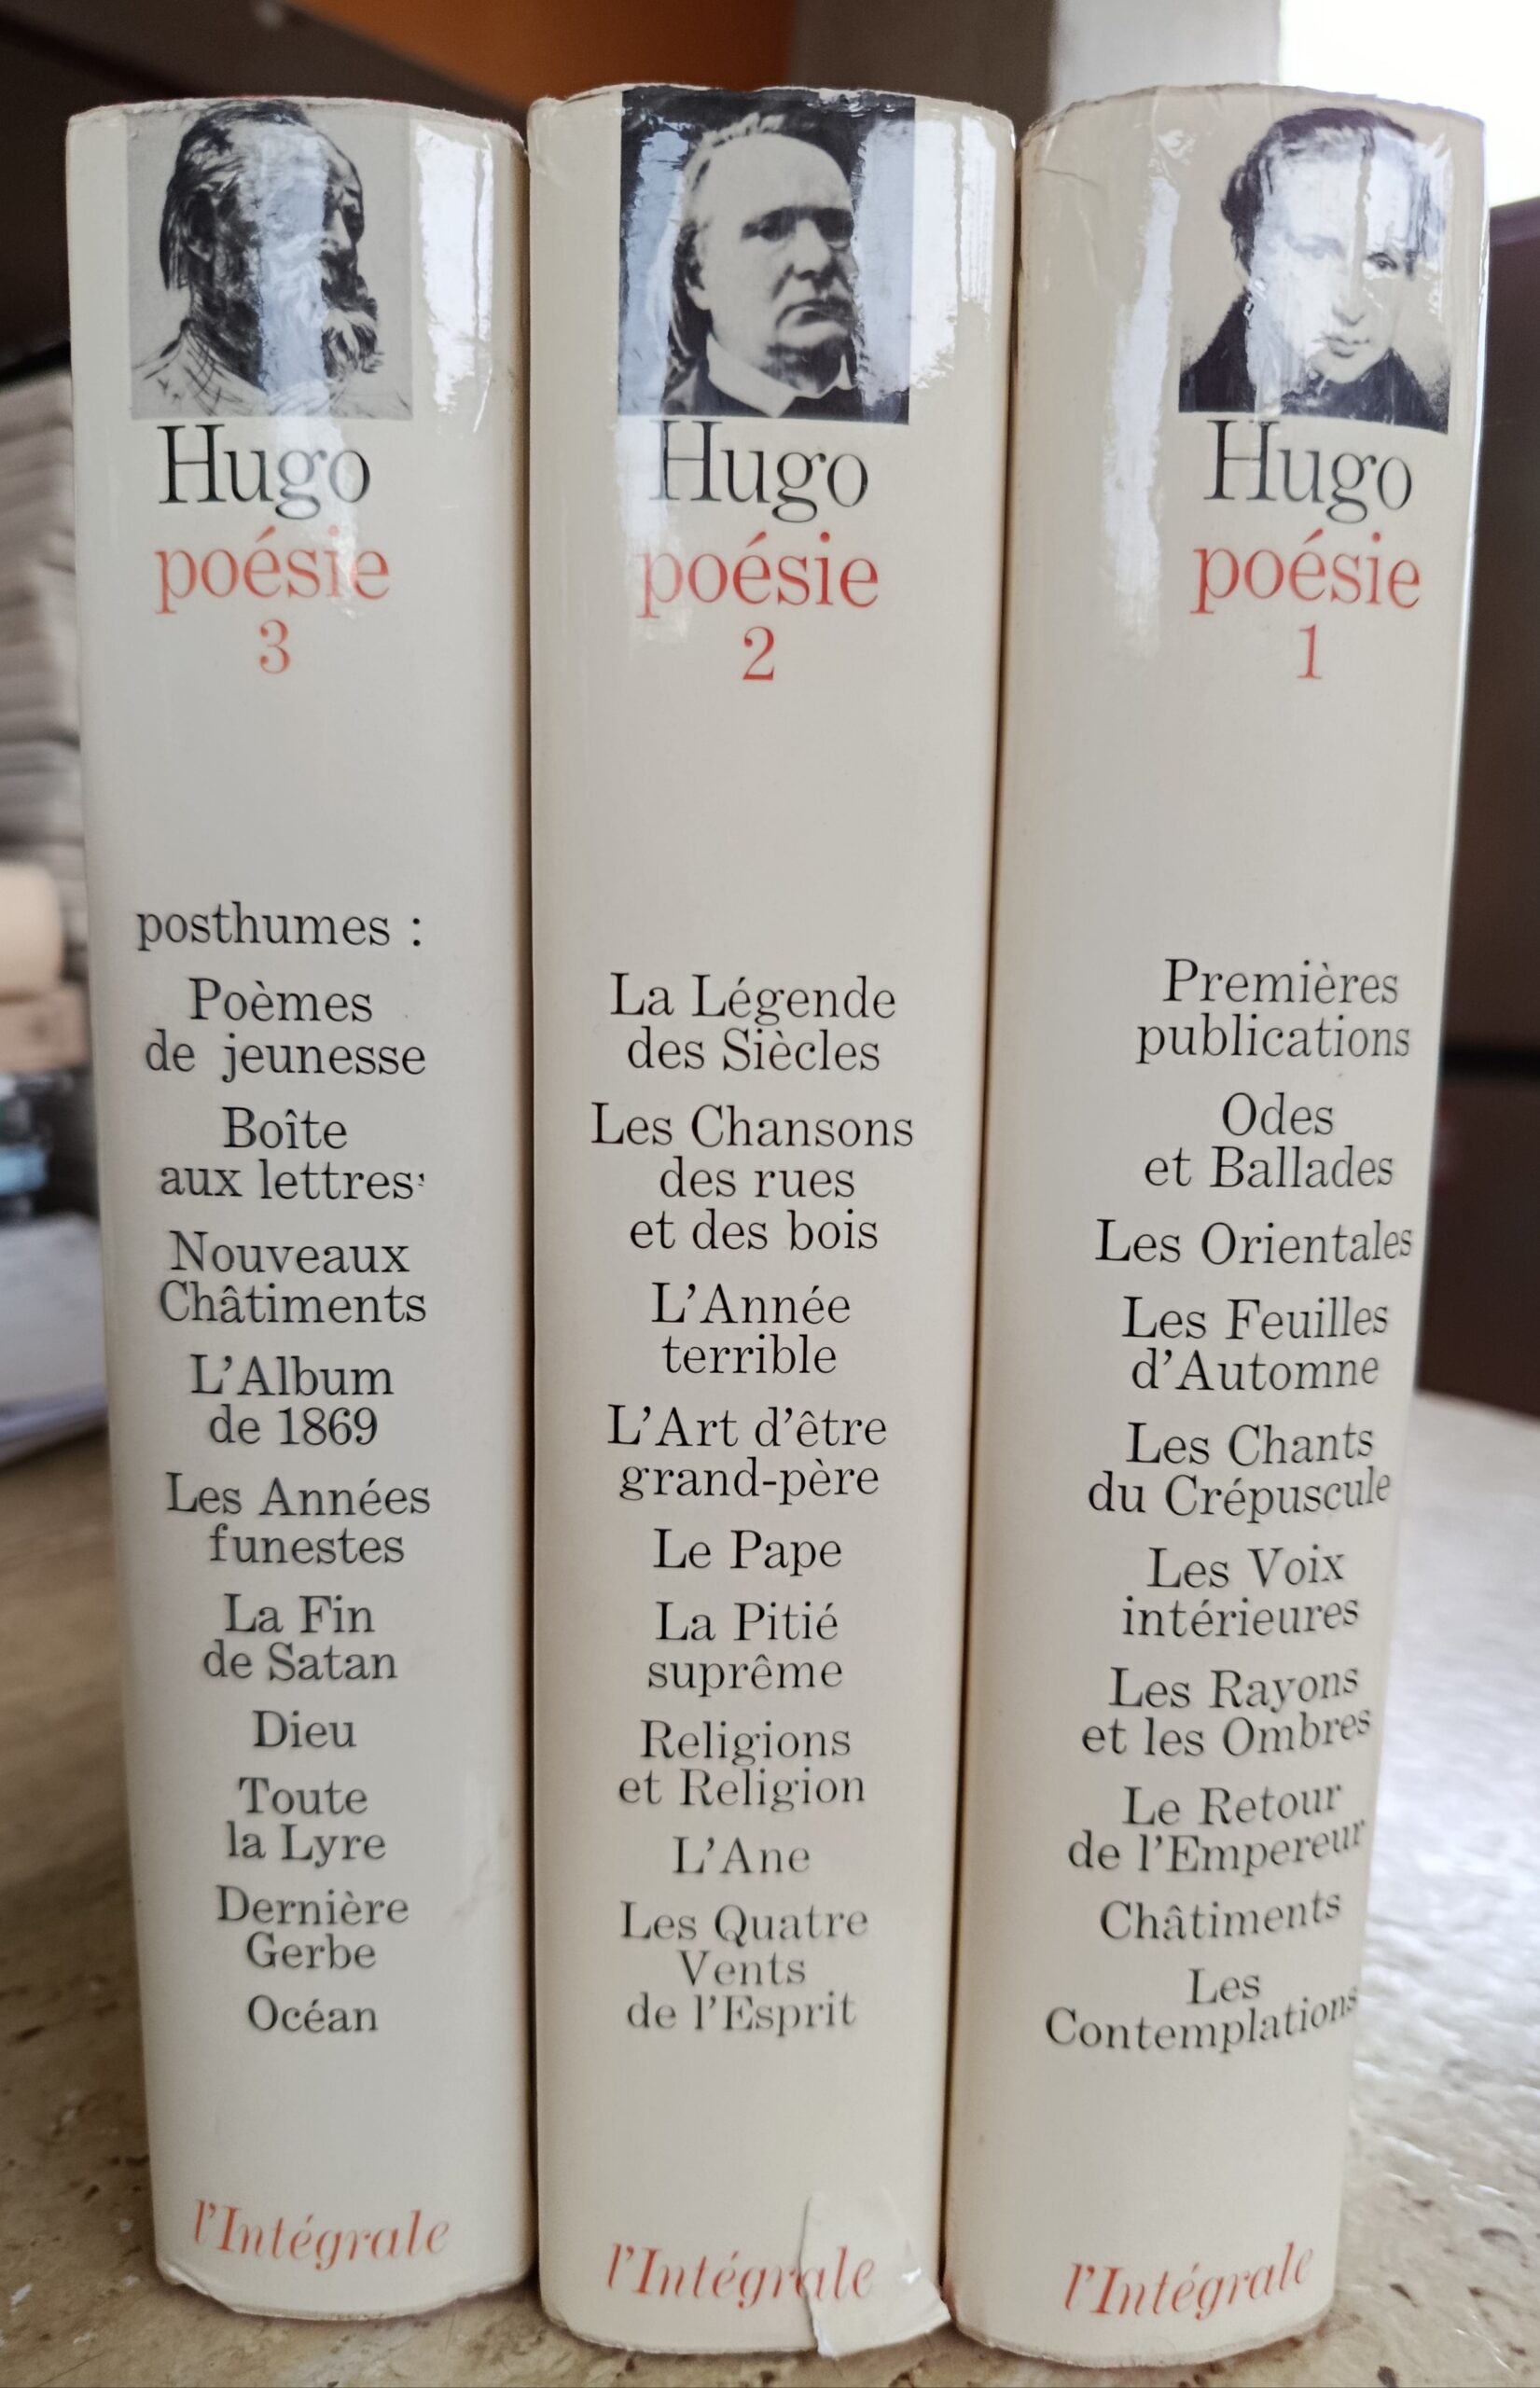 Hugo
poésie
3
posthumes :
Poèmes
de jeunesse
Boîte
aux lettres
Nouveaux
Châtiments
L'Album
de 1869
Les Années
funestes
La Fin
de Satan
Dieu
Toute
la Lyre
Dernière
Gerbe
Océan
l'Intégrale
Hugo
poésie
2
La Légende
des Siècles
Les Chansons
des rues
et des bois
L'Année
terrible
L'Art d'être
grand-père
Le Pape
La Pitié
suprême
Religions
et Religion
L'Ane
Les Quatre
Vents
de l'Esprit
l'Intégrale
Hugo
poésie
1
Premières
publications
Odes
et Ballades
Les Orientales
Les Feuilles
d'Automne
Les Chants
du Crépuscule
Les Voix
intérieures
Les Rayons
et les Ombres
Le Retour
de l'Empereur
Châtiments
Les
Contemplations
l'Intégrale